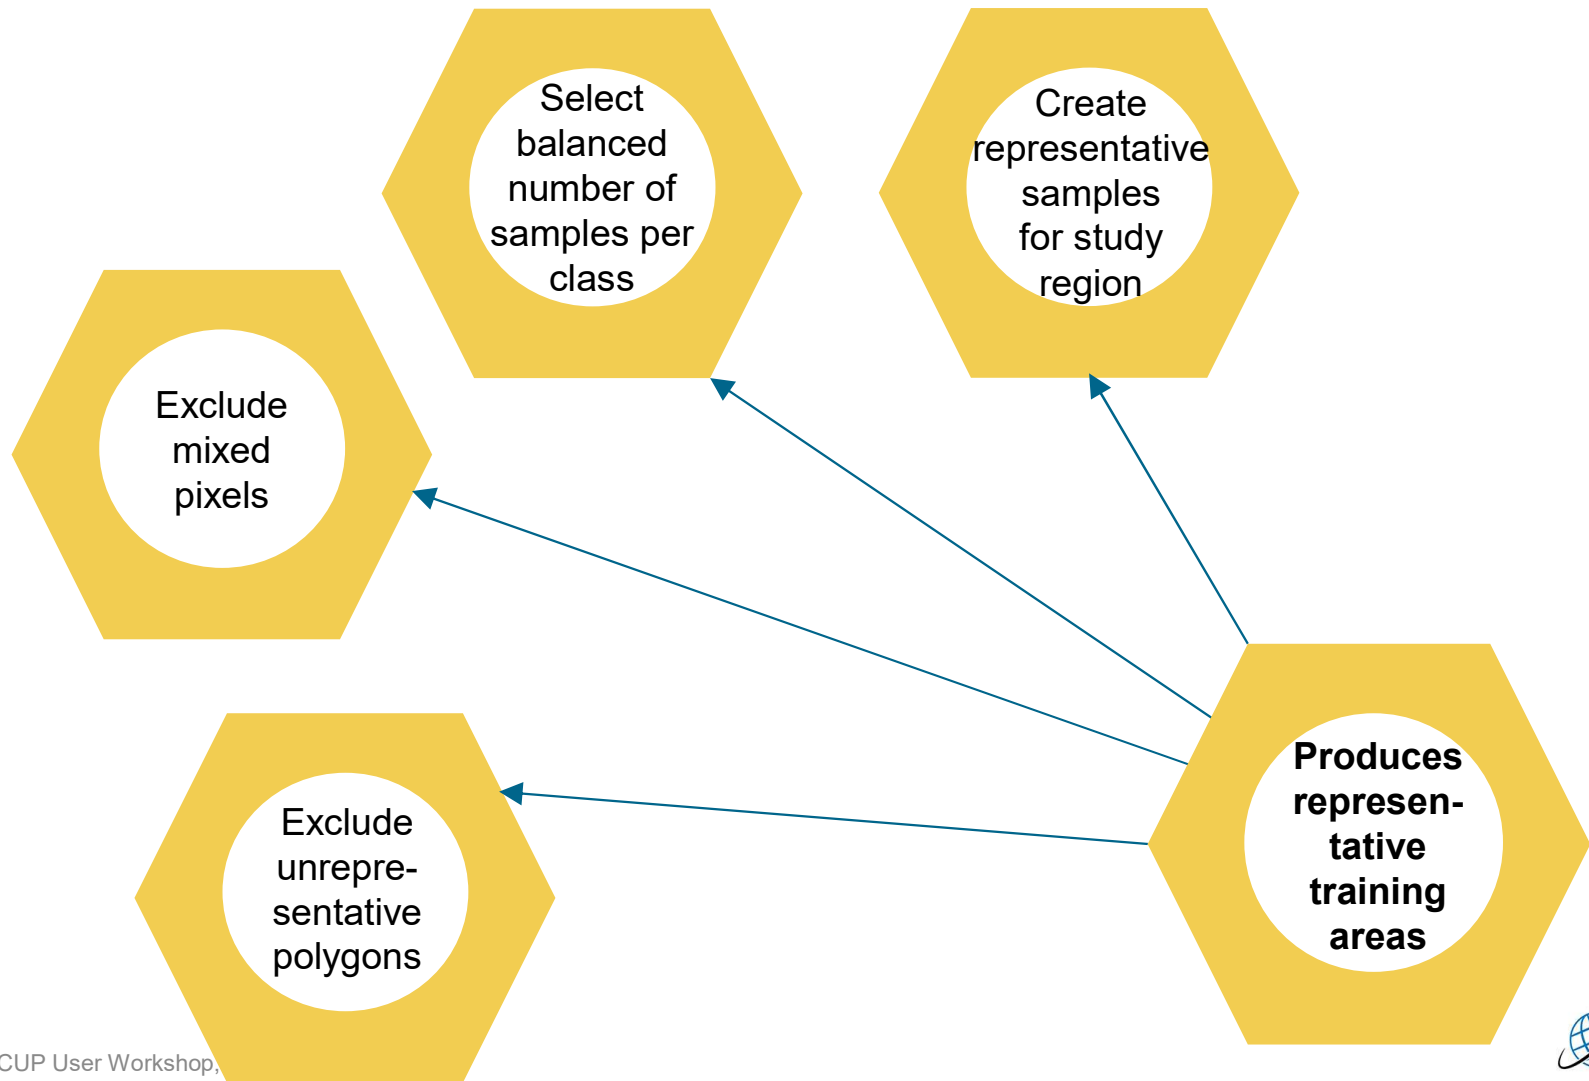 Select
balanced
number of
samples per
class
Create
representative
samples
for study
region
Exclude
mixed
pixels
Exclude
unrepre-
sentative
polygons
Produces
represen-
tative
training
areas
CUP User Workshop,